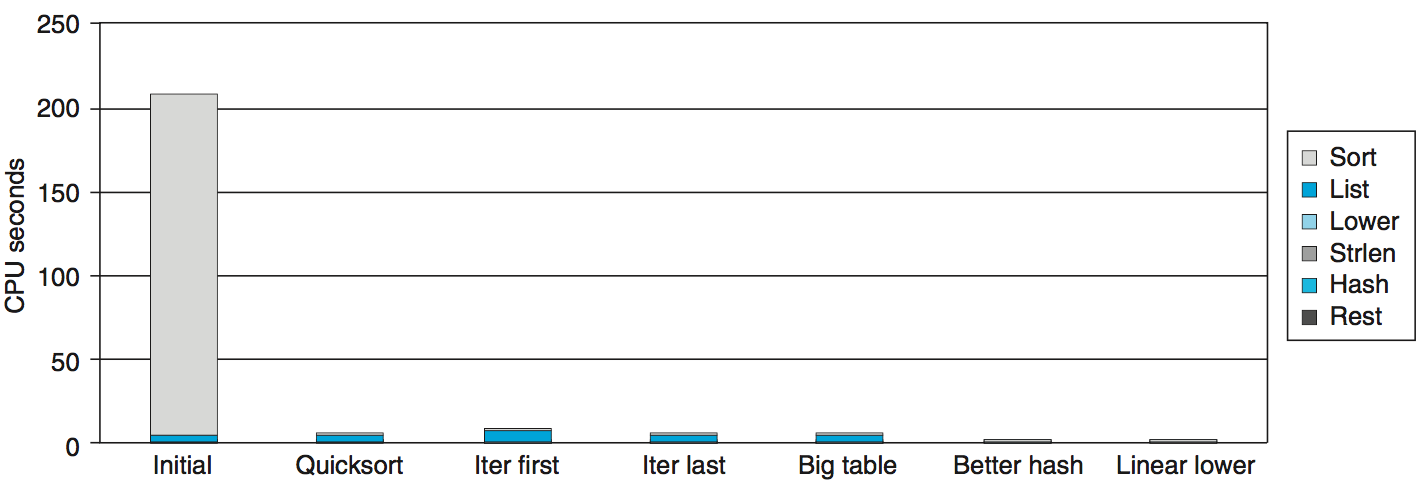 250
200
150
100
50
0
CPU seconds
Initial
Quicksort
Iter first
Iter last
Big table
Better hash
Linear lower
Sort
List
Lower
Strlen
Hash
Rest